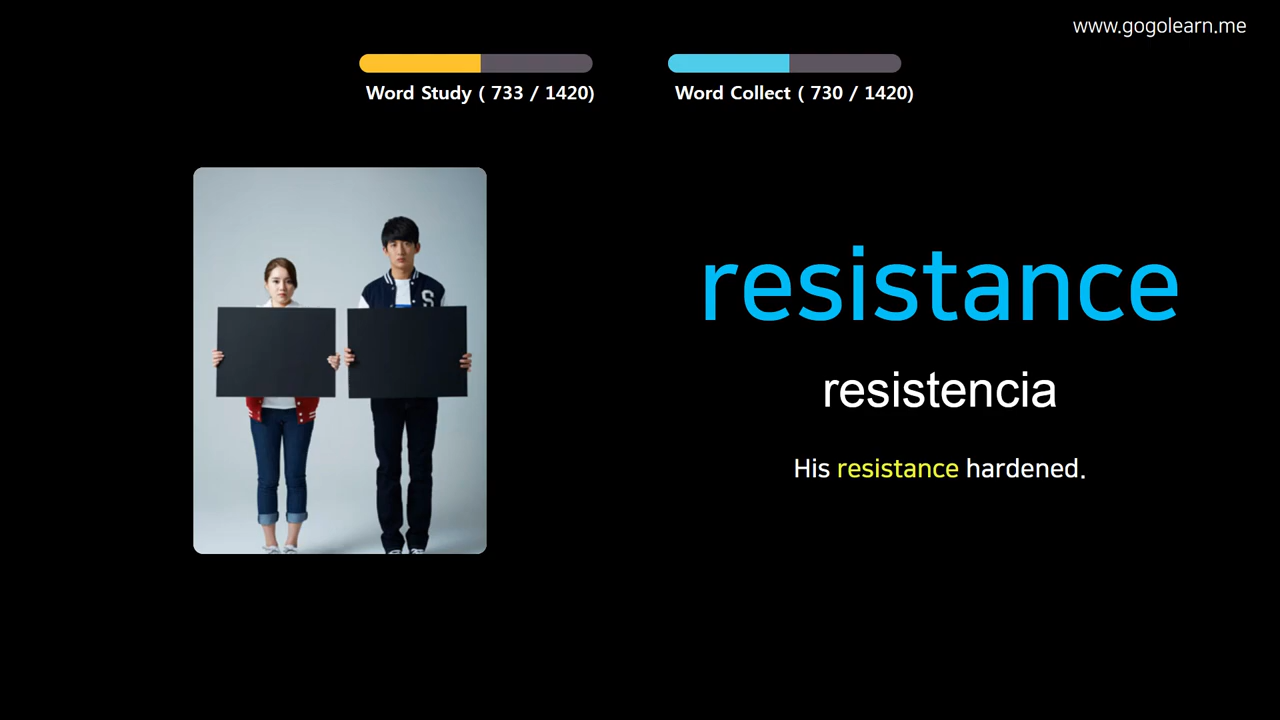 www.gogolearn.me
Word Study ( 733 / 1420)
Word Collect ( 730 / 1420)
S
resistance
resistencia
His resistance hardened.